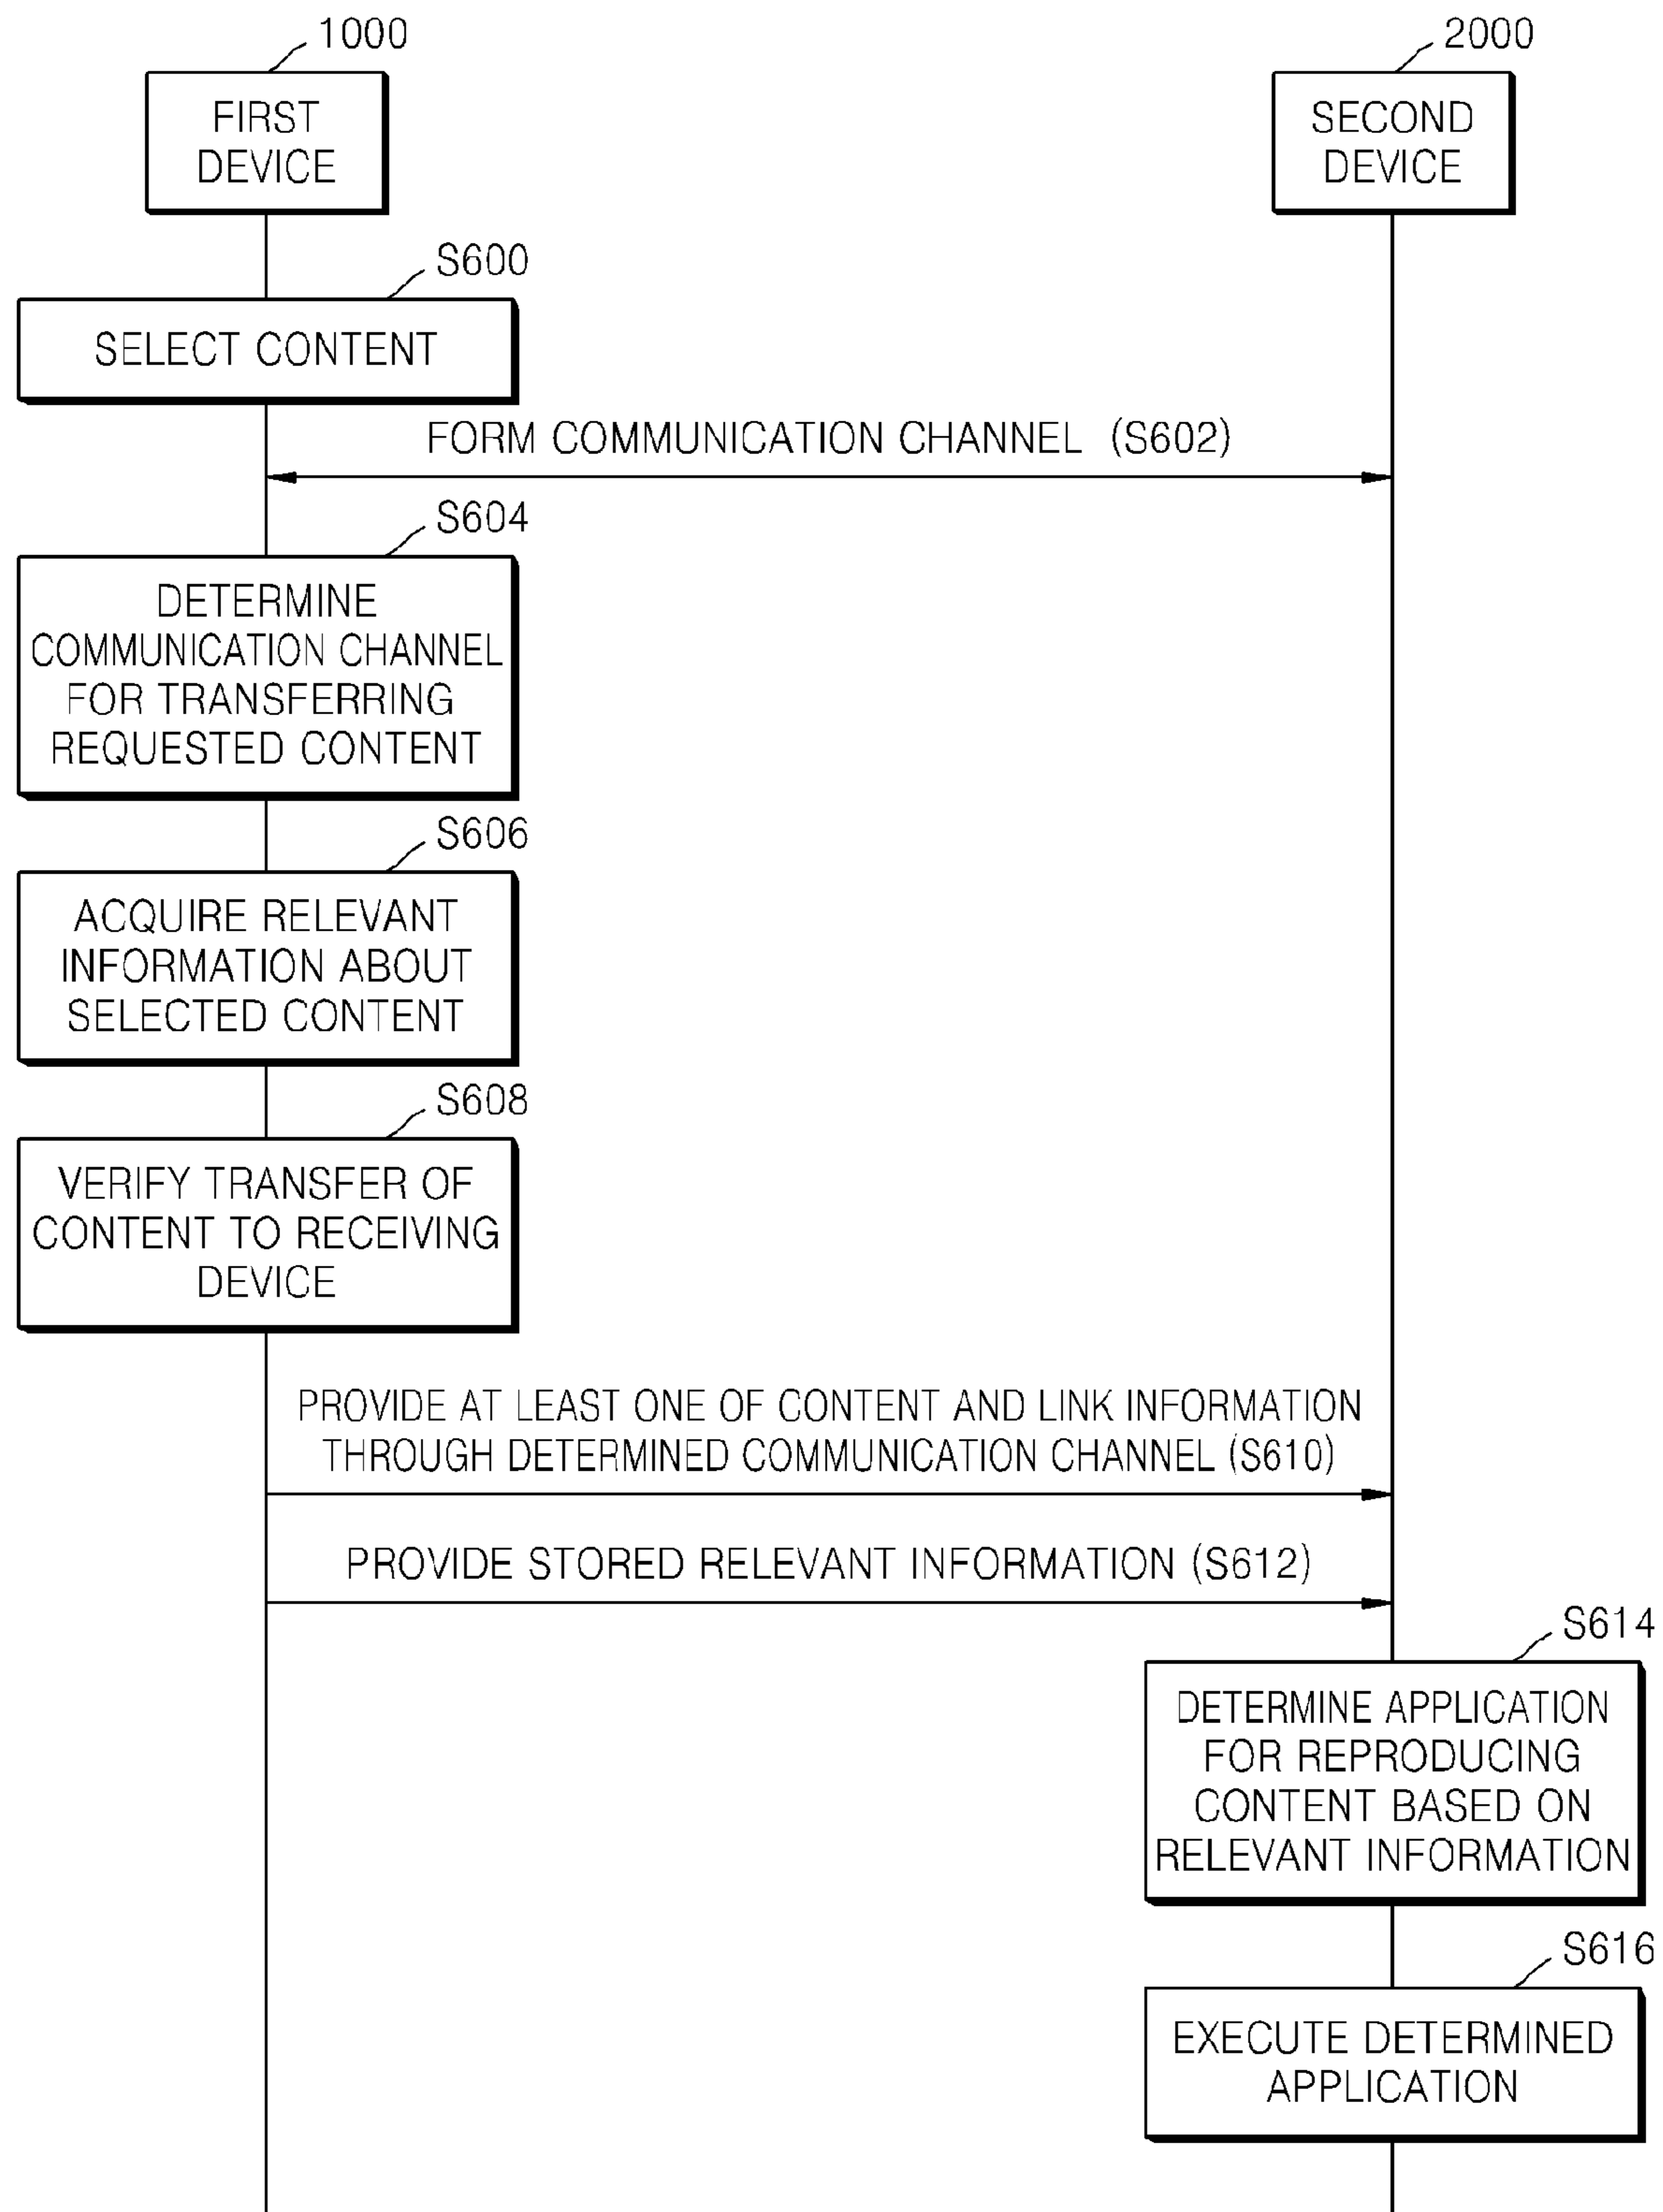 1000
FIRST
DEVICE
2000
SECOND
DEVICE
S600
SELECT CONTENT
FORM COMMUNICATION CHANNEL (S602)
S604
DETERMINE
COMMUNICATION CHANNEL
FOR TRANSFERRING
REQUESTED CONTENT
S606
ACQUIRE RELEVANT
INFORMATION ABOUT
SELECTED CONTENT
S608
VERIFY TRANSFER OF
CONTENT TO RECEIVING
DEVICE
PROVIDE AT LEAST ONE OF CONTENT AND LINK INFORMATION
THROUGH DETERMINED COMMUNICATION CHANNEL (S610)
PROVIDE STORED RELEVANT INFORMATION (S612)
S614
DETERMINE APPLICATION
FOR REPRODUCING
CONTENT BASED ON
RELEVANT INFORMATION
S616
EXECUTE DETERMINED
APPLICATION